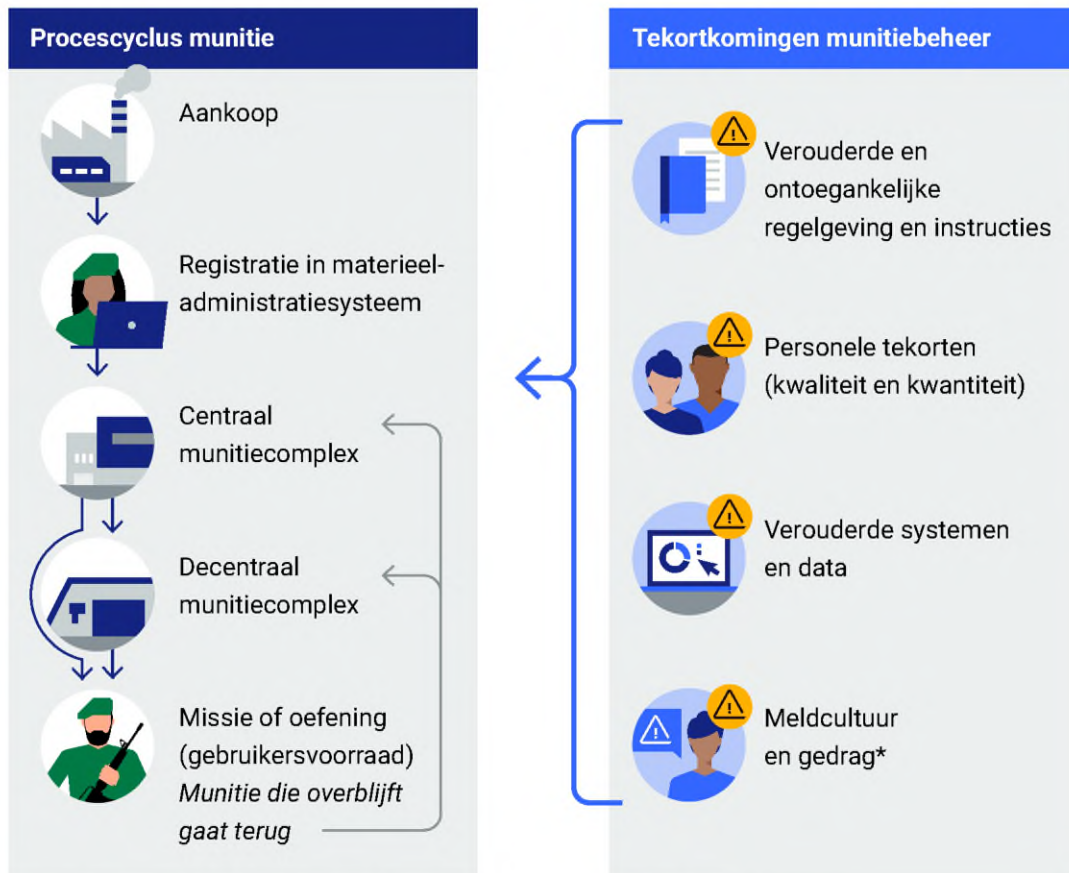 Procescyclus munitie
Aankoop
Registratie in materieel-
administratiesysteem
Centraal
munitiecomplex
Decentraal
munitiecomplex
Missie of oefening
(gebruikersvoorraad)
Munitie die overblijft
gaat terug
Tekortkomingen munitiebeheer
Verouderde en
ontoegankelijke
regelgeving en instructies
Personele tekorten
(kwaliteit en kwantiteit)
Verouderde systemen
en data
Meldcultuur
en gedrag*